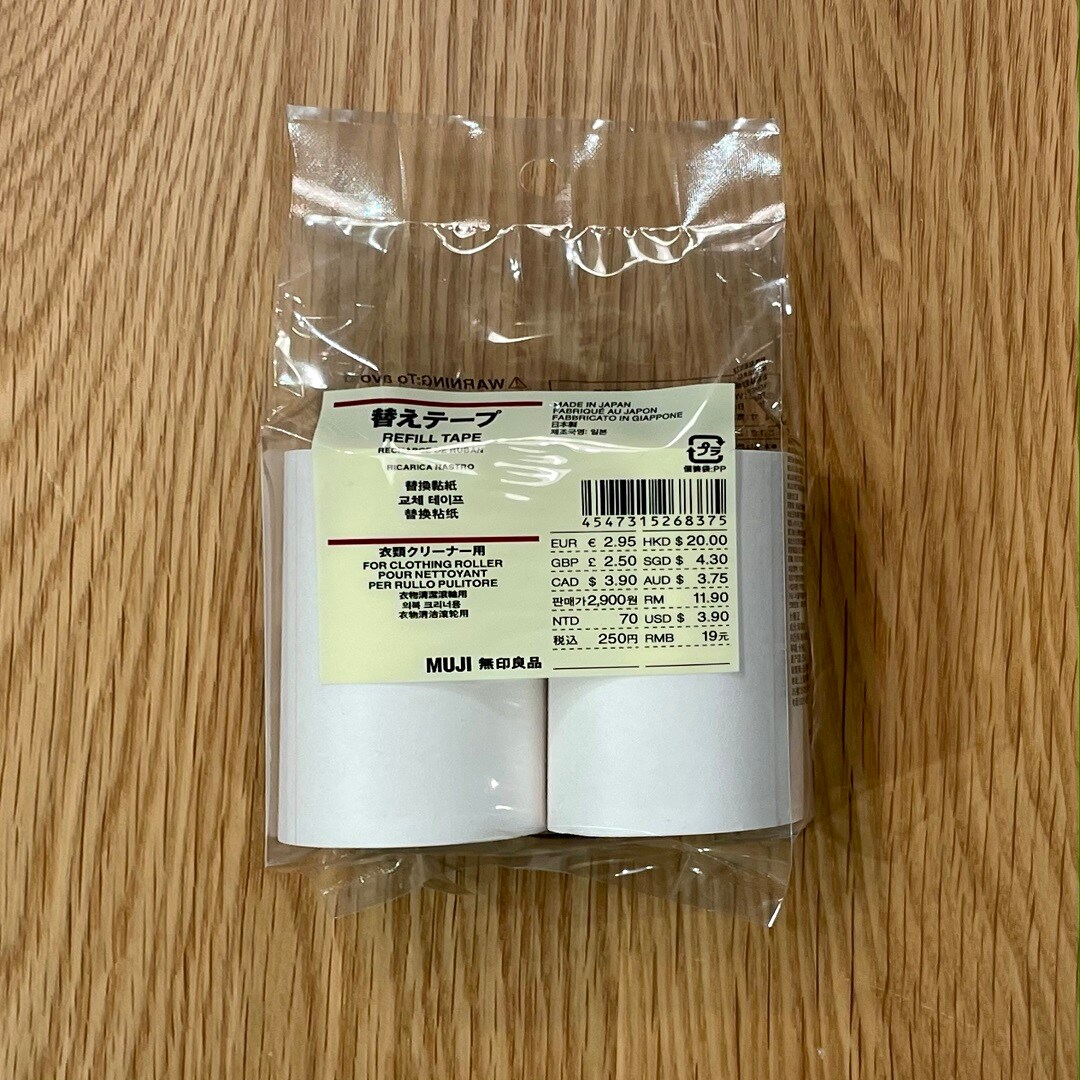 WARNING:To avo
替えテープ
REFILL TAPE
RECHARGE DE RUBAN
RICARICA NASTRO
替換黏紙
교체 테이프
替換粘纸
衣類クリーナー用
FOR CLOTHING ROLLER
POUR NETTOYANT
PER RULLO PULITORE
衣物清潔滾輪用
의복 크리너용
衣物清洁滚轮用
MUJI 無印良品
MADE IN JAPAN
FABRIQUÉ AU JAPON
FABBRICATO IN GIAPPONE
日本製
제조국명: 일본
プラ
個装袋:PP
4547315268375
EUR € 2.95 HKD $ 20.00
GBP £ 2.50 SGD $ 4.30
CAD $ 3.90 AUD $ 3.75
판매가 2,900원 RM 11.90
NTD 70 USD $ 3.90
税込 250円 RMB 19元